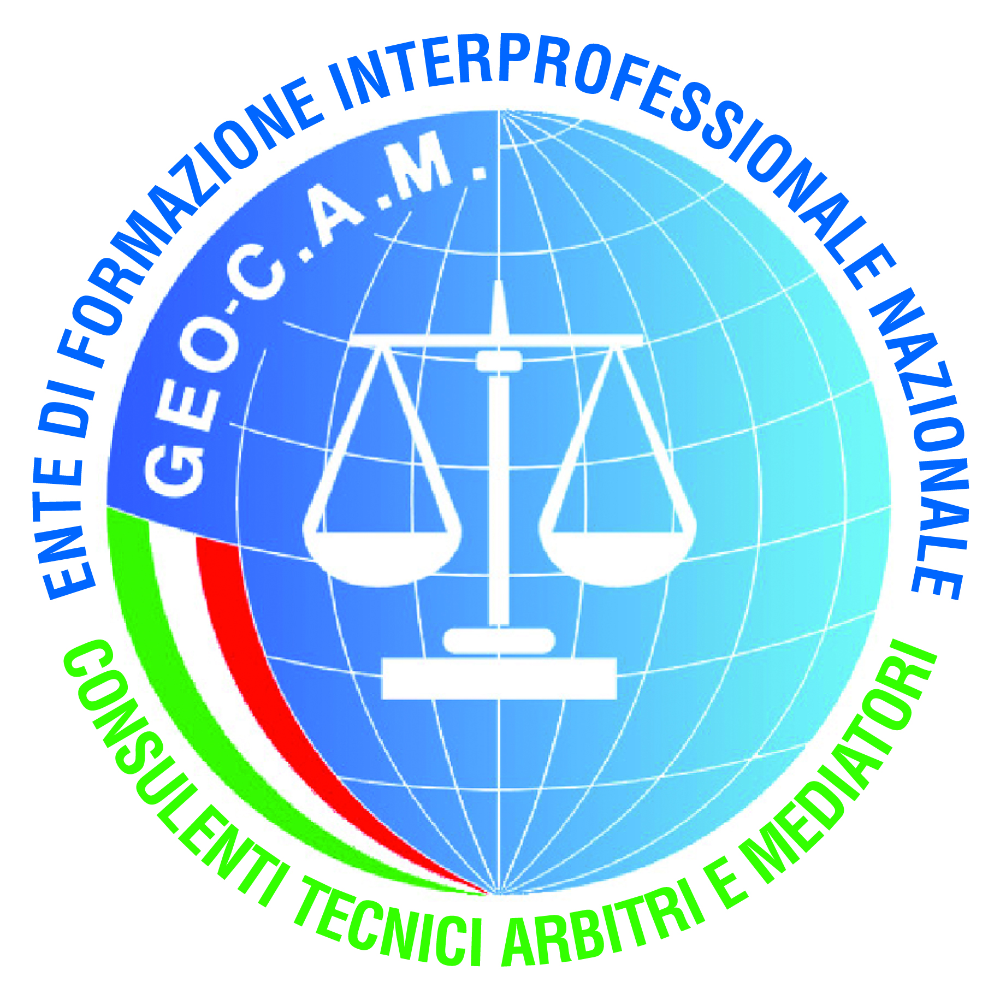 ENTE DI FORMAZIONE INTERPROFESSIONALE NAZIONALE
GEO-C.A.M.
CONSULENTI TECNICI ARBITRI E MEDIATORI